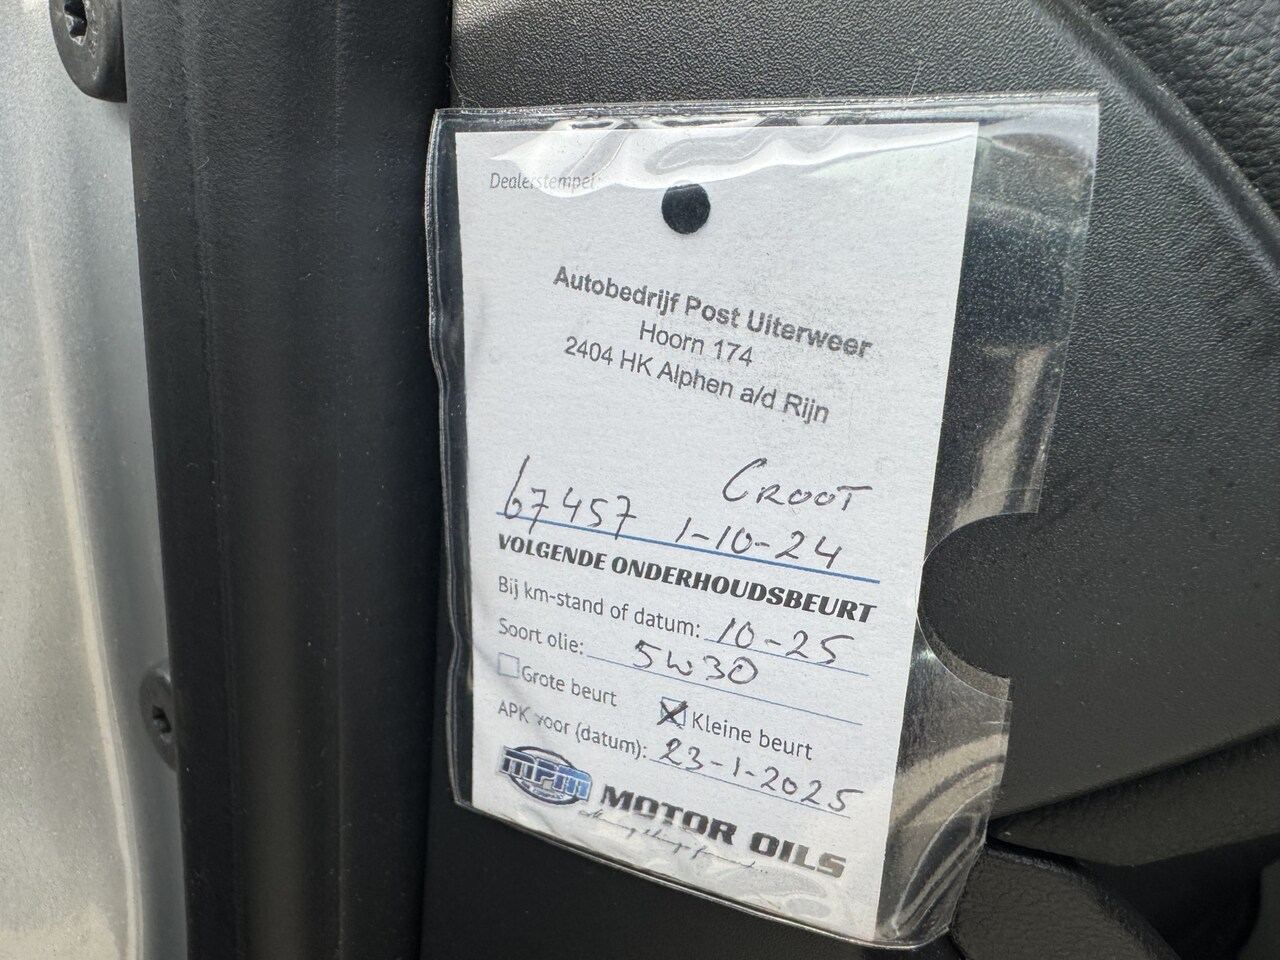 Dealerstempel:
Autobedrijf Post Uiterweer
Hoorn 174
2404 HK Alphen a/d Rijn
GROOT
67457 1-10-24
VOLGENDE ONDERHOUDSBEURT
Bij km-stand of datum: 10-25
Soort olie: 5W30
Grote beurt Kleine beurt
APK voor (datum): 23-1-2025
MPM MOTOR OILS